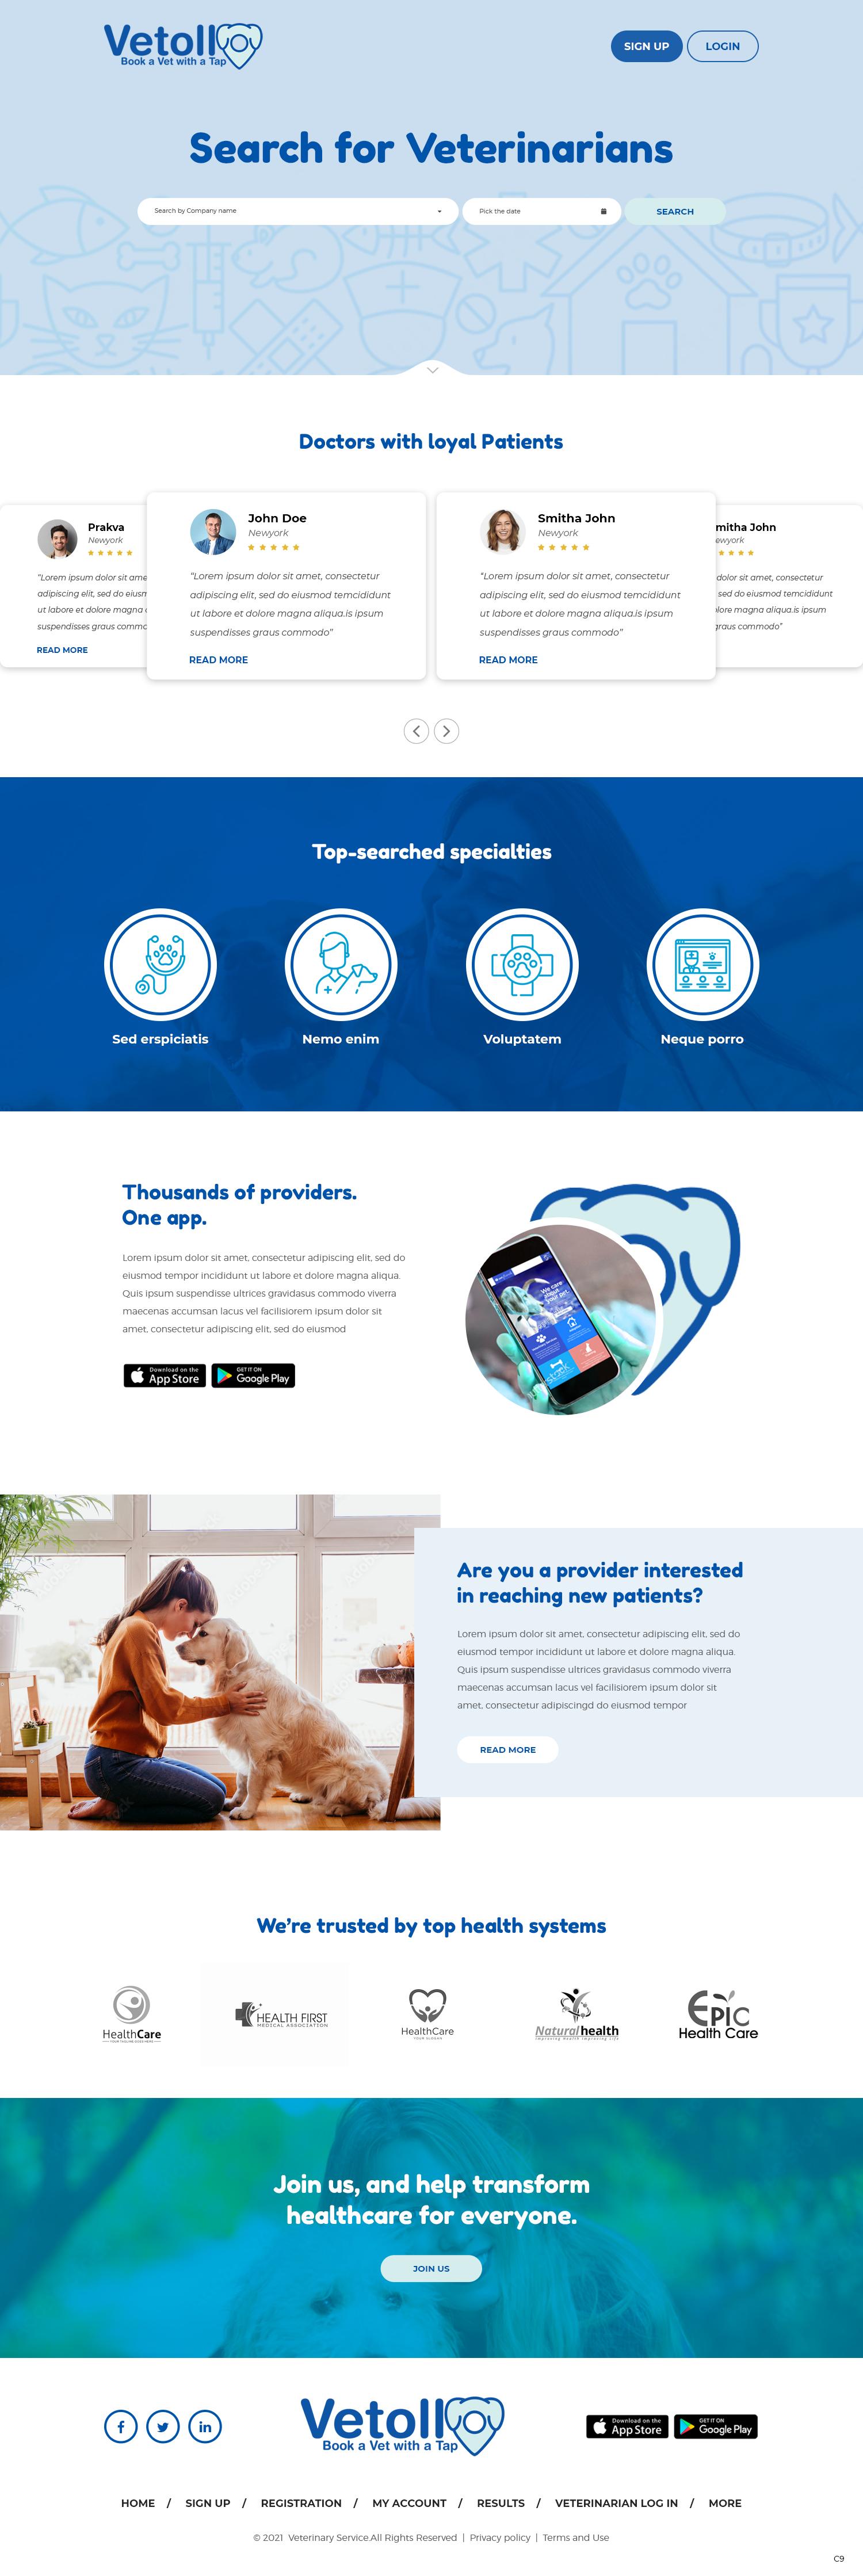 Vetoll
Book a Vet with a Tap
SIGN UP
LOGIN
Search for Veterinarians
Search by Company name
Pick the date
SEARCH
Doctors with loyal Patients
Prakva
Newyork
“Lorem ipsum dolor sit ame
adipiscing elit, sed do eiusm
ut labore et dolore magna
suspendisses graus commo
READ MORE
John Doe
Newyork
“Lorem ipsum dolor sit amet, consectetur
adipiscing elit, sed do eiusmod temcididunt
ut labore et dolore magna aliqua.is ipsum
suspendisses graus commodo”
READ MORE
Smitha John
Newyork
“Lorem ipsum dolor sit amet, consectetur
adipiscing elit, sed do eiusmod temcididunt
ut labore et dolore magna aliqua.is ipsum
suspendisses graus commodo”
READ MORE
mitha John
ewyork
dolor sit amet, consectetur
sed do eiusmod temcididunt
olore magna aliqua.is ipsum
graus commodo”
Top-searched specialties
Sed erspiciatis
Nemo enim
Voluptatem
Neque porro
Thousands of providers.
One app.
Lorem ipsum dolor sit amet, consectetur adipiscing elit, sed do
eiusmod tempor incididunt ut labore et dolore magna aliqua.
Quis ipsum suspendisse ultrices gravidasus commodo viverra
maecenas accumsan lacus vel facilisiorem ipsum dolor sit
amet, consectetur adipiscing elit, sed do eiusmod
Download on the
App Store
GET IT ON
Google Play
We care
about
your pet.
Are you a provider interested
in reaching new patients?
Lorem ipsum dolor sit amet, consectetur adipiscing elit, sed do
eiusmod tempor incididunt ut labore et dolore magna aliqua.
Quis ipsum suspendisse ultrices gravidasus commodo viverra
maecenas accumsan lacus vel facilisiorem ipsum dolor sit
amet, consectetur adipiscingd do eiusmod tempor
READ MORE
We’re trusted by top health systems
HealthCare
HEALTH FIRST
MEDICAL ASSOCIATION
HealthCare
YOUR SLOGAN
Naturalhealth
Improving Health Improving Life
EPIC
Health Care
Join us, and help transform
healthcare for everyone.
JOIN US
Vetoll
Book a Vet with a Tap
Download on the
App Store
GET IT ON
Google Play
HOME / SIGN UP / REGISTRATION / MY ACCOUNT / RESULTS / VETERINARIAN LOG IN / MORE
© 2021 Veterinary Service.All Rights Reserved | Privacy policy | Terms and Use
C9